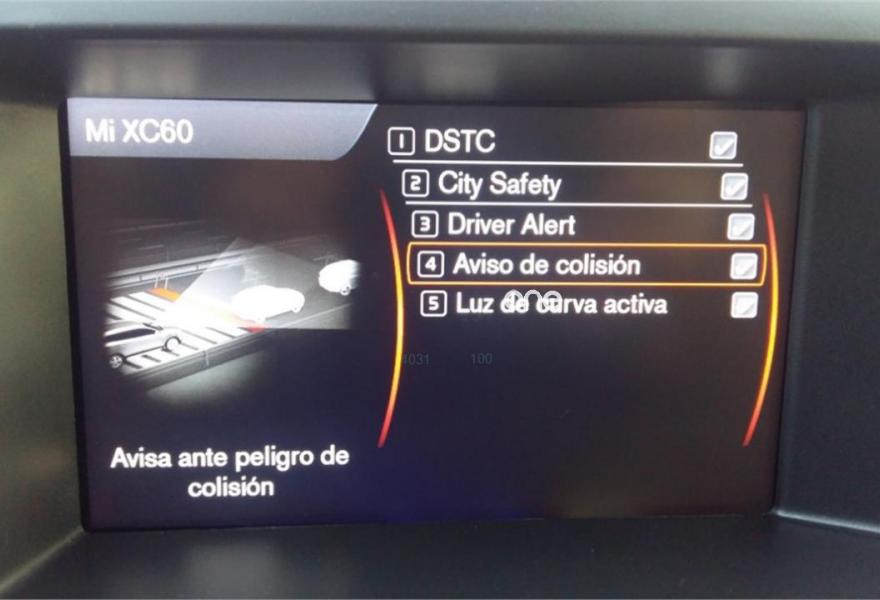 Mi XC60
1 DSTC
2 City Safety
3 Driver Alert
4 Aviso de colisión
5 Luz de curva activa
100
Avisa ante peligro de
colisión